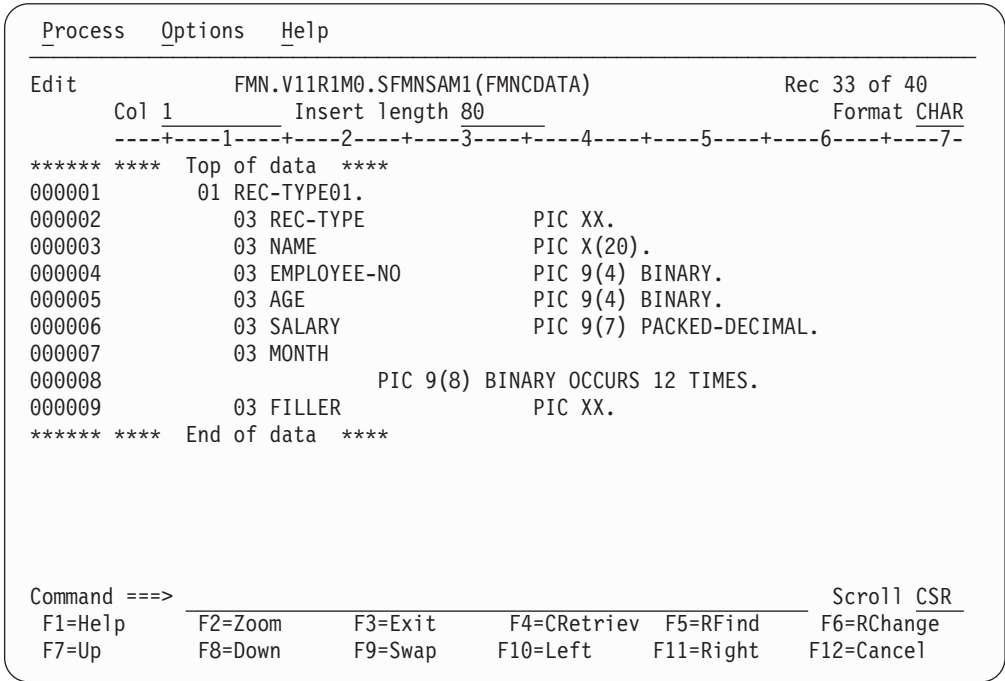 Process Options Help
Edit FMN.V11R1M0.SFMNSAM1(FMNCDATA) Rec 33 of 40
Col 1 Insert length 80 Format CHAR
----+----1----+----2----+----3----+----4----+----5----+----6----+----7-
****** **** Top of data ****
000001 01 REC-TYPE01.
000002 03 REC-TYPE PIC XX.
000003 03 NAME PIC X(20).
000004 03 EMPLOYEE-NO PIC 9(4) BINARY.
000005 03 AGE PIC 9(4) BINARY.
000006 03 SALARY PIC 9(7) PACKED-DECIMAL.
000007 03 MONTH
000008 PIC 9(8) BINARY OCCURS 12 TIMES.
000009 03 FILLER PIC XX.
****** **** End of data ****
Command ===> Scroll CSR
F1=Help F2=Zoom F3=Exit F4=CRetriev F5=RFind F6=RChange
F7=Up F8=Down F9=Swap F10=Left F11=Right F12=Cancel